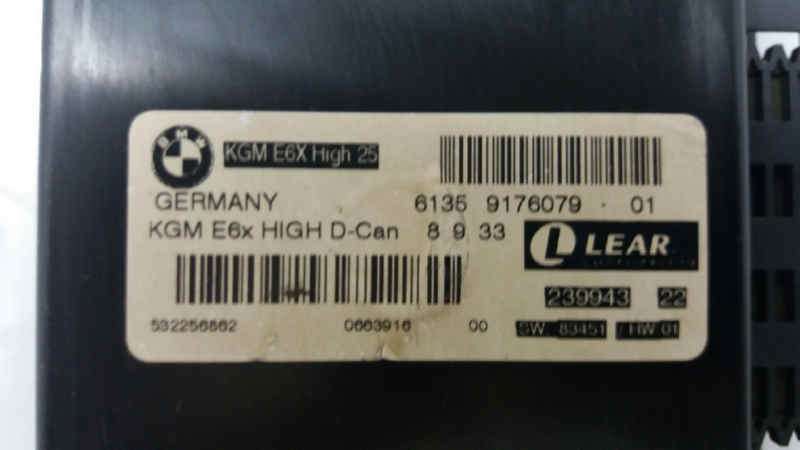 BMW
KGM E6X High 25
GERMANY 6135 9176079 · 01
KGM E6x HIGH D-Can 8 9 33
LEAR
239943 22
532256862 0663916 00 SW 83451 HW 01